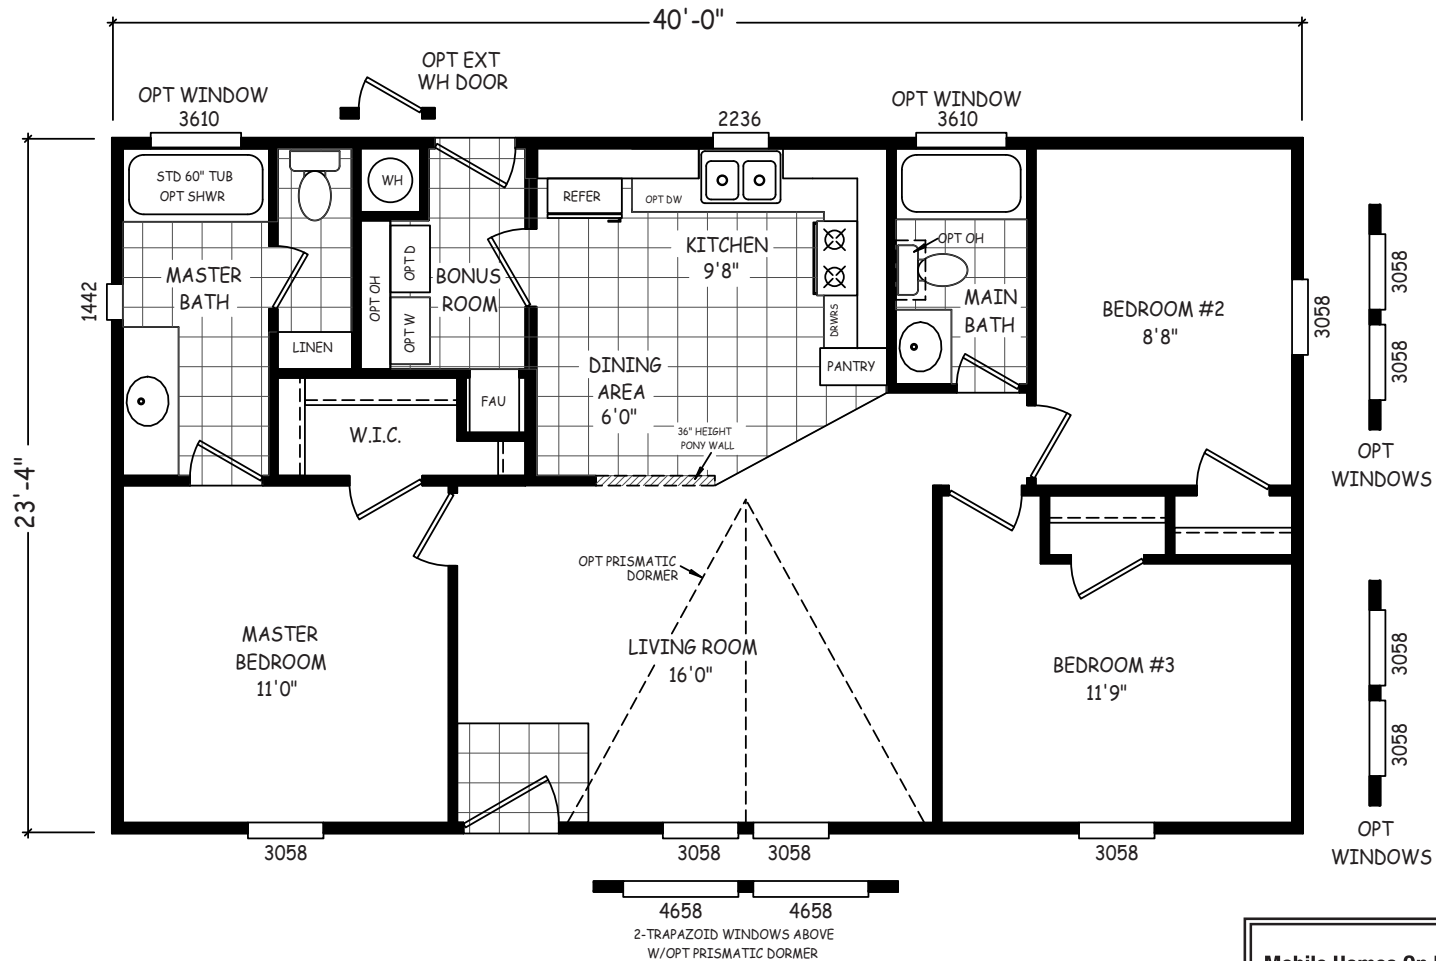 40'-0"
OPT EXT
WH DOOR
OPT WINDOW
3610
2236
OPT WINDOW
3610
STD 60" TUB
OPT SHWR
WH
REFER
OPT DW
KITCHEN
9'8"
OPT OH
MASTER
BATH
1442
OPT OH
OPT D
OPT W
BONUS
ROOM
LINEN
MAIN
BATH
DRWRS
PANTRY
BEDROOM #2
8'8"
3058
3058
3058
OPT
WINDOWS
DINING
AREA
6'0"
FAU
W.I.C.
36" HEIGHT
PONY WALL
23'-4"
OPT PRISMATIC
DORMER
MASTER
BEDROOM
11'0"
LIVING ROOM
16'0"
BEDROOM #3
11'9"
3058
3058
OPT
WINDOWS
3058
3058
3058
3058
4658
4658
2-TRAPAZOID WINDOWS ABOVE
W/OPT PRISMATIC DORMER
Mobile Homes On